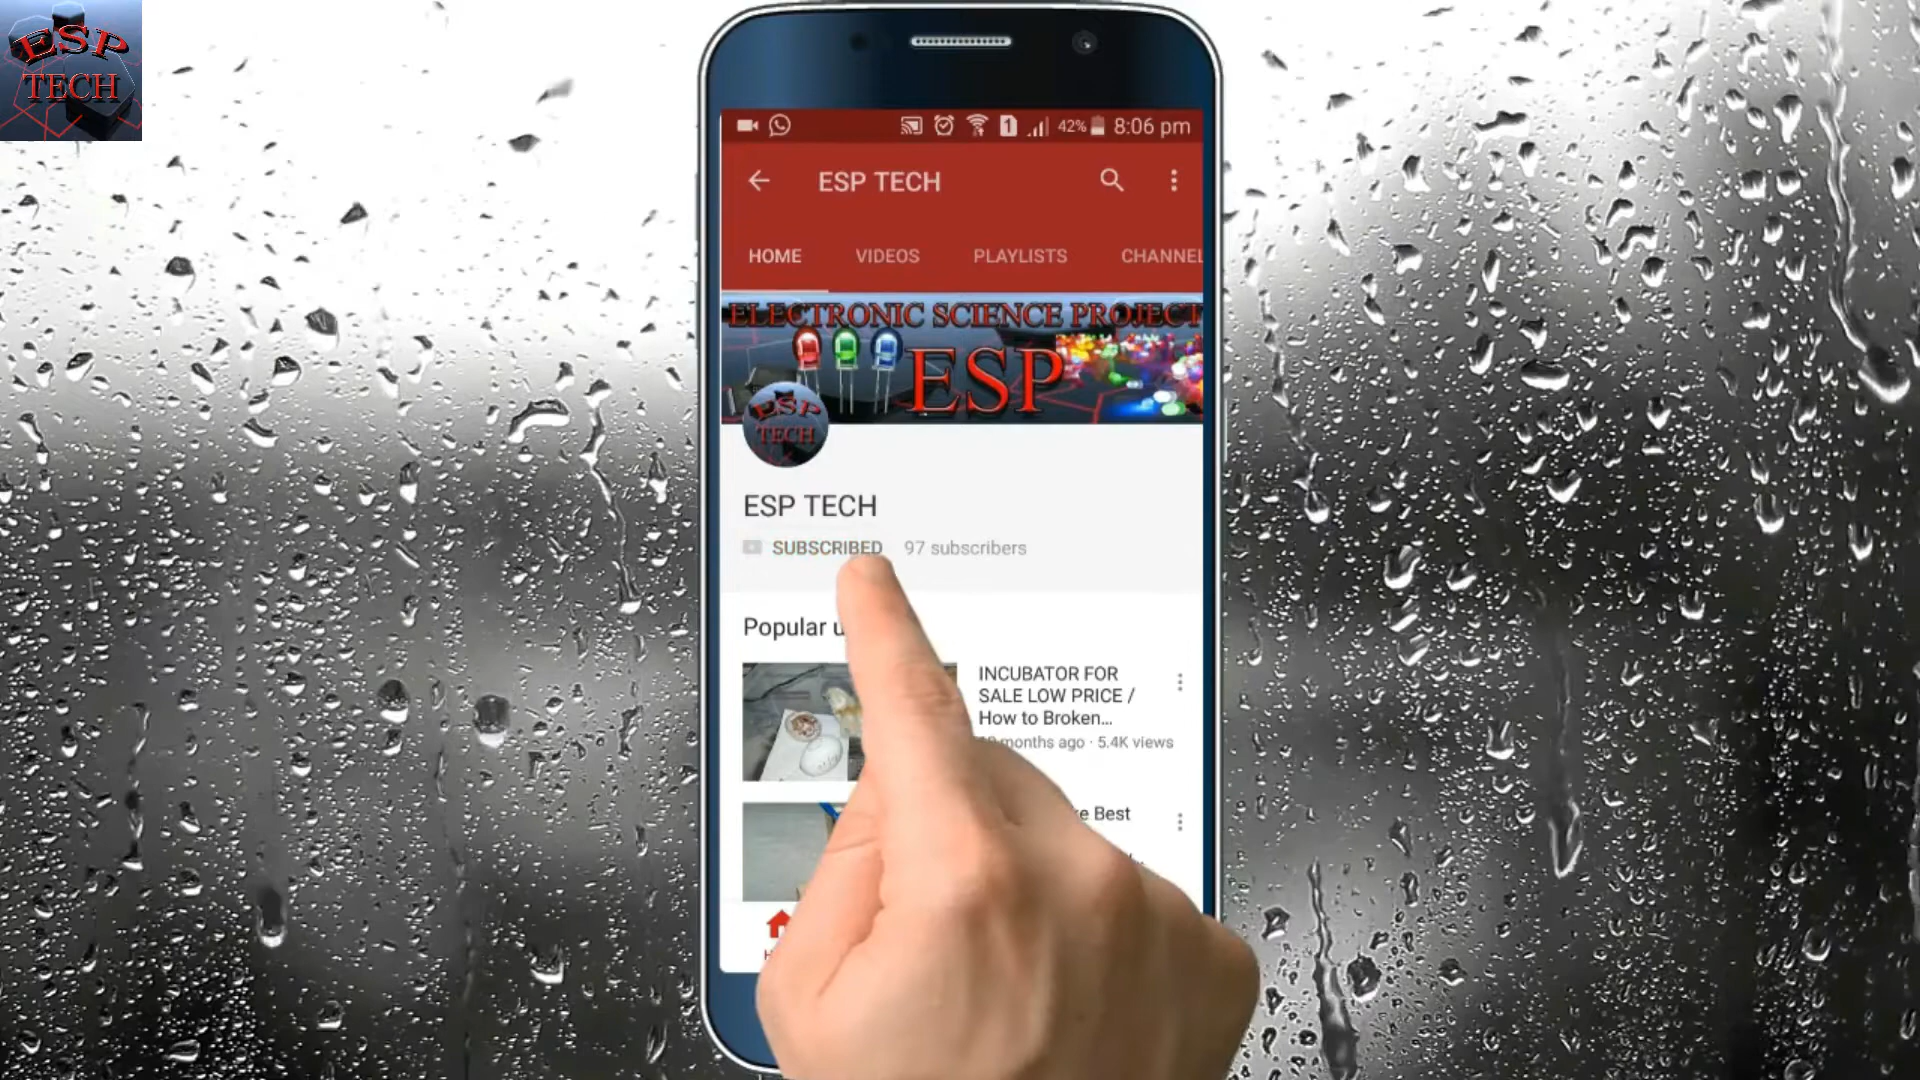 ESP
TECH
1 42% 8:06 pm
ESP TECH
HOME VIDEOS PLAYLISTS CHANNEL
ELECTRONIC SCIENCE PROJECT
ESP
ESP
TECH
ESP TECH
SUBSCRIBED 97 subscribers
Popular
INCUBATOR FOR
SALE LOW PRICE /
How to Broken...
months ago · 5.4K views
Best